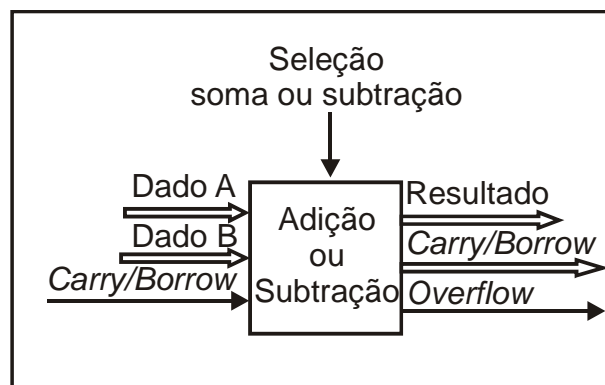 Seleção
soma ou subtração
Dado A
Dado B
Carry/Borrow
Adição
ou
Subtração
Resultado
Carry/Borrow
Overflow